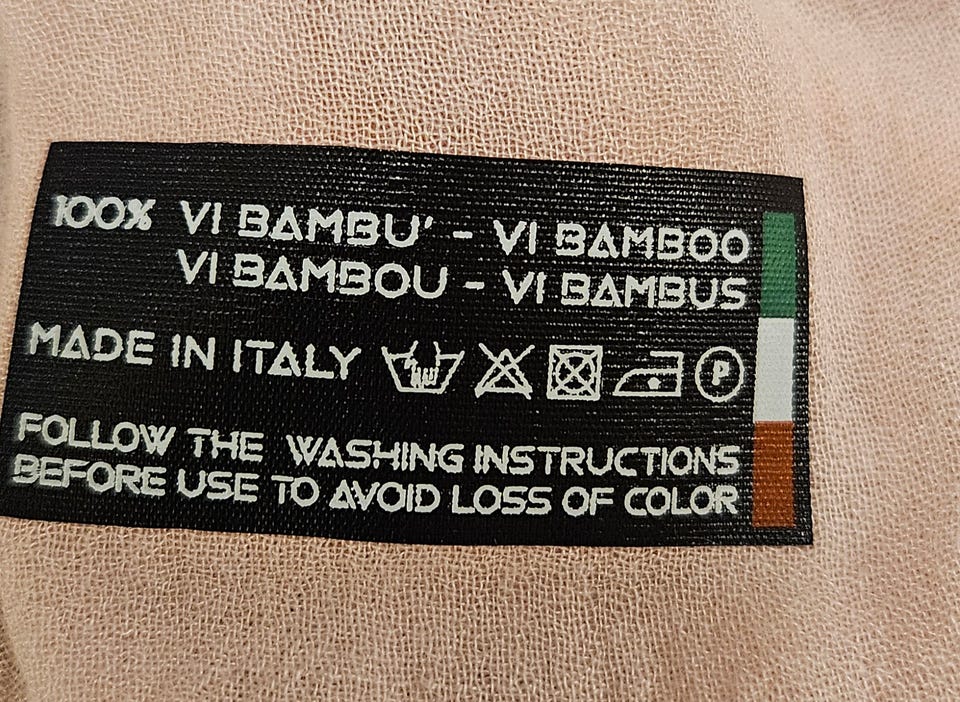 100% VI BAMBU' - VI BAMBOO
VI BAMBOU - VI BAMBUS
MADE IN ITALY P
FOLLOW THE WASHING INSTRUCTIONS
BEFORE USE TO AVOID LOSS OF COLOR